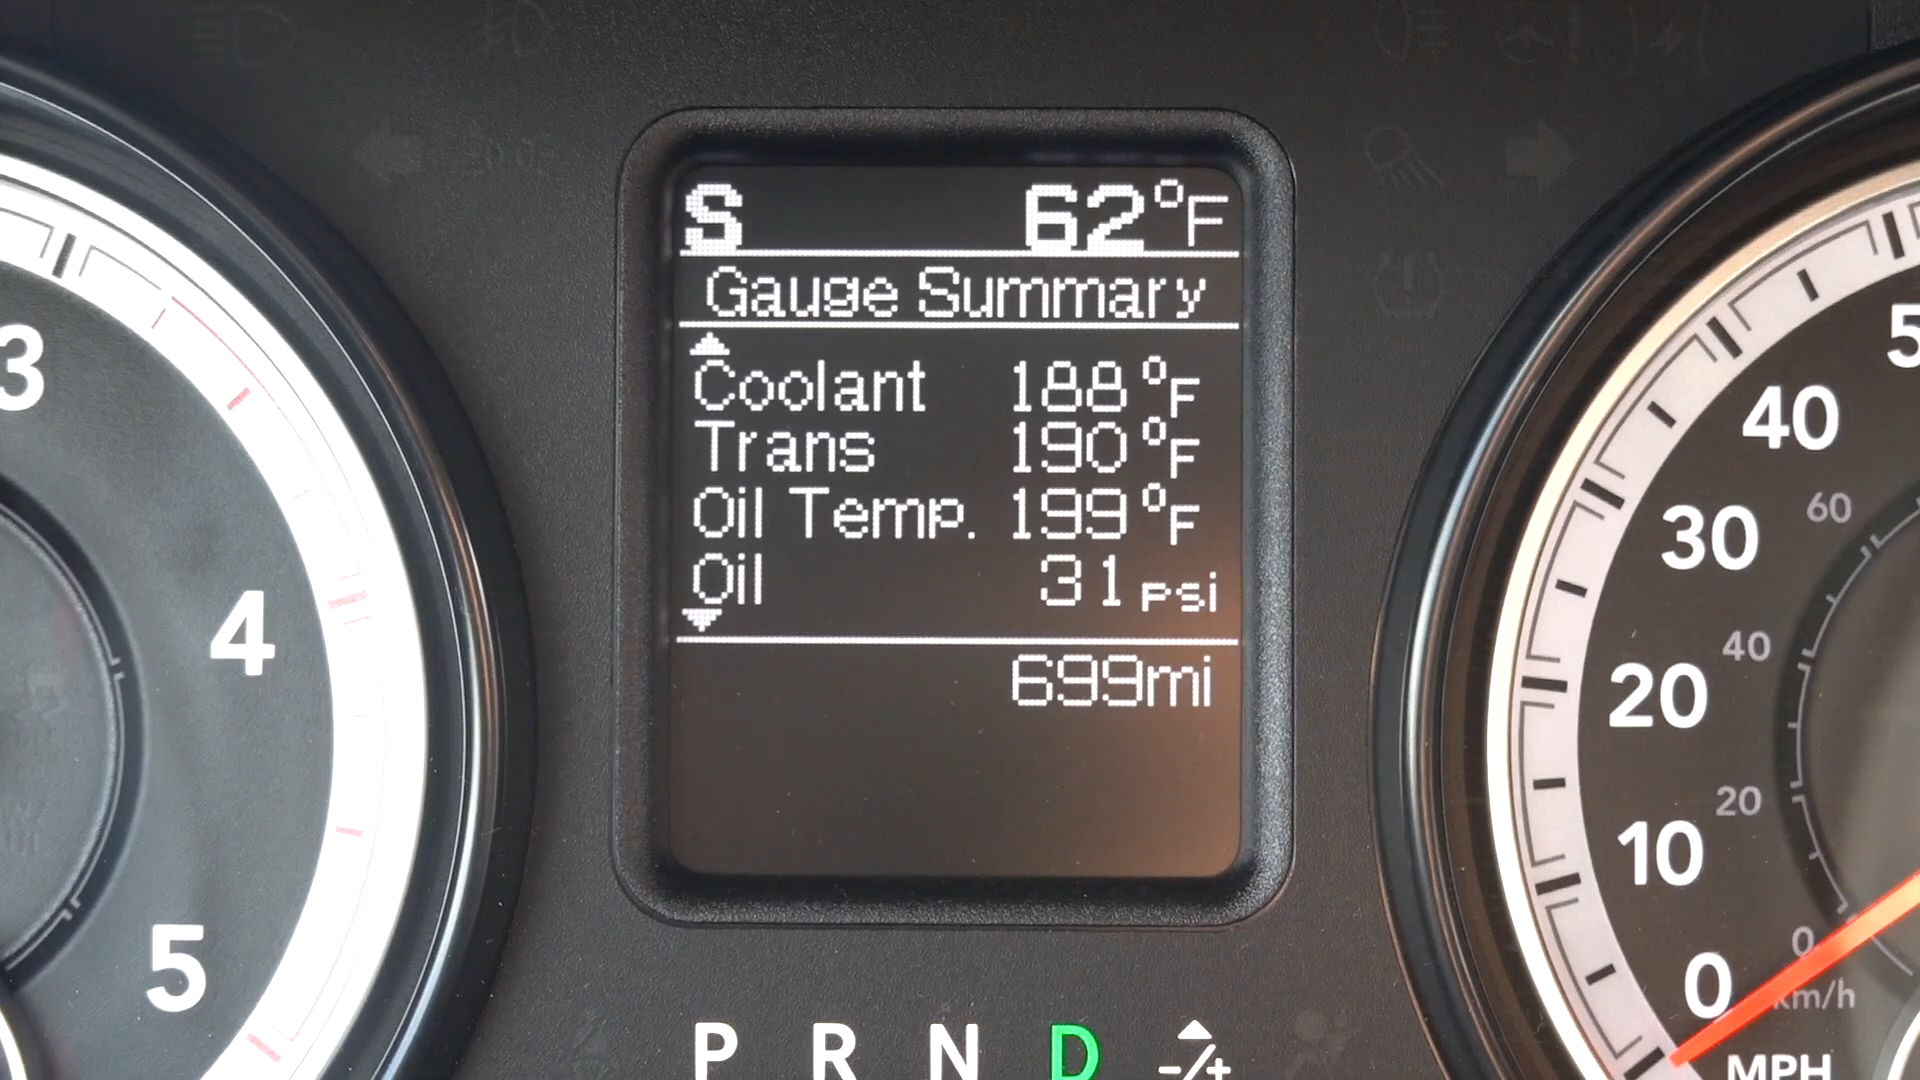 S 62°F
Gauge Summary
Coolant 188°F
Trans 190°F
Oil Temp. 199°F
Oil 31 psi
699mi
3
4
5
5
40
30
20
10
0
60
40
20
0
km/h
MPH
P R N D -/+